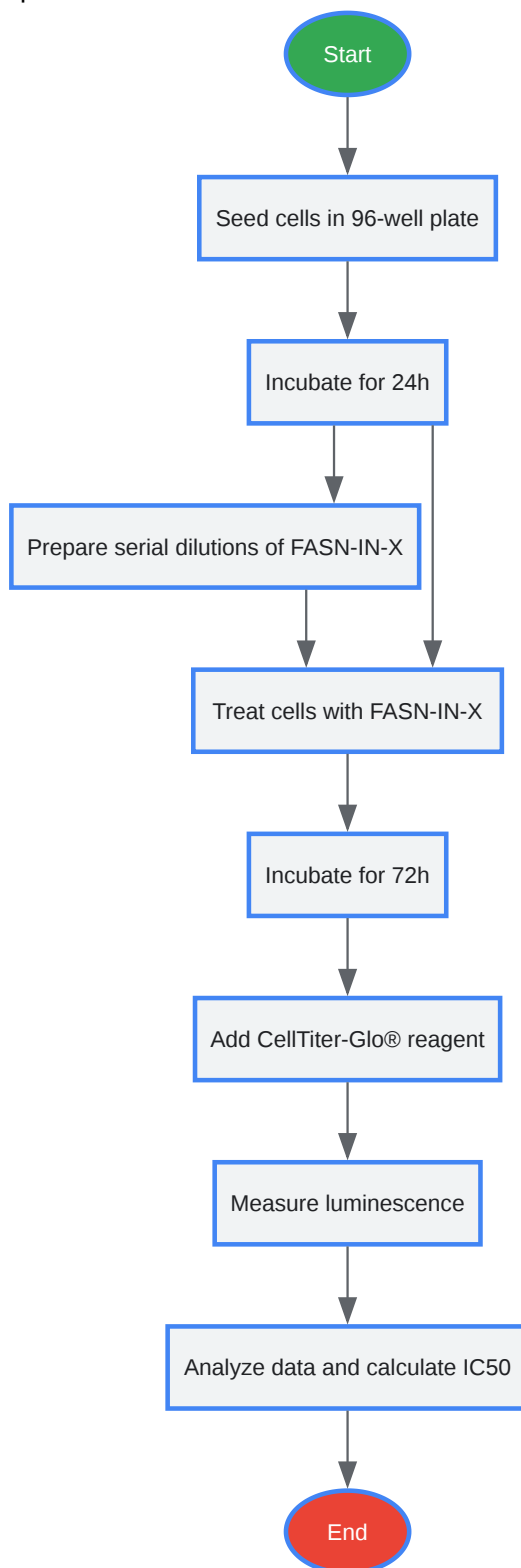 Start
Seed cells in 96-well plate
Incubate for 24h
Prepare serial dilutions of FASN-IN-X
Treat cells with FASN-IN-X
Incubate for 72h
Add CellTiter-Glo® reagent
Measure luminescence
Analyze data and calculate IC50
End